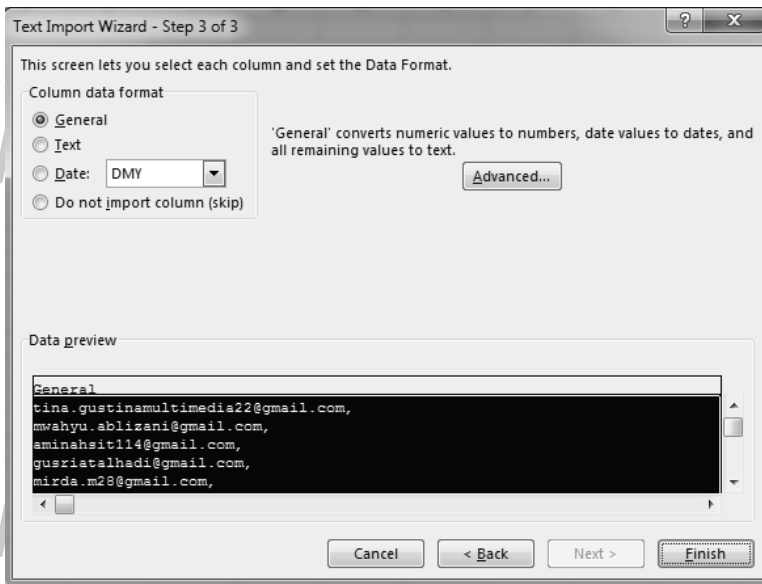 Text Import Wizard - Step 3 of 3
? X
This screen lets you select each column and set the Data Format.
Column data format
General
Text
Date: DMY
Do not import column (skip)
'General' converts numeric values to numbers, date values to dates, and
all remaining values to text.
Advanced...
Data preview
General
tina.gustinamultimedia22@gmail.com,
mwahyu.ablizani@gmail.com,
aminahsit114@gmail.com,
gusriatalhadi@gmail.com,
mirda.m28@gmail.com,
Cancel
< Back
Next >
Finish